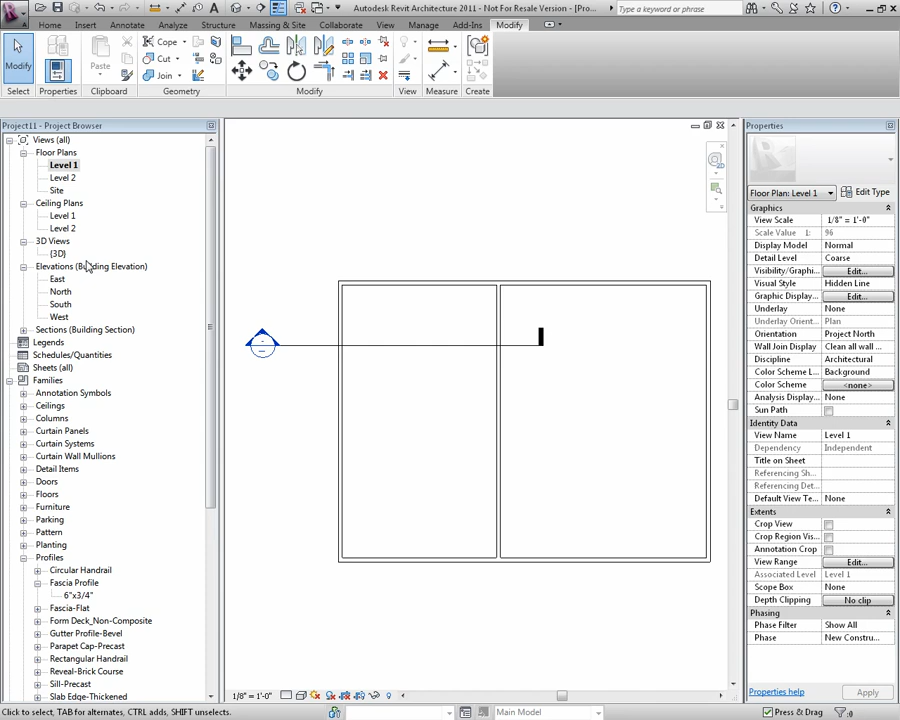 Autodesk Revit Architecture 2011 - Not For Resale Version - [Pro...
Type a keyword or phrase
Home Insert Annotate Analyze Structure Massing & Site Collaborate View Manage Add-Ins Modify
Modify
Paste
Cope
Cut
Join
Select Properties Clipboard Geometry Modify View Measure Create
Project11 - Project Browser
Views (all)
Floor Plans
Level 1
Level 2
Site
Ceiling Plans
Level 1
Level 2
3D Views
{3D}
Elevations (Building Elevation)
East
North
South
West
Sections (Building Section)
Legends
Schedules/Quantities
Sheets (all)
Families
Annotation Symbols
Ceilings
Columns
Curtain Panels
Curtain Systems
Curtain Wall Mullions
Detail Items
Doors
Floors
Furniture
Parking
Pattern
Planting
Profiles
Circular Handrail
Fascia Profile
6"x3/4"
Fascia-Flat
Form Deck_Non-Composite
Gutter Profile-Bevel
Parapet Cap-Precast
Rectangular Handrail
Reveal-Brick Course
Sill-Precast
Slab Edge-Thickened
2D
1/8" = 1'-0"
Properties
Floor Plan: Level 1 Edit Type
Graphics
View Scale 1/8" = 1'-0"
Scale Value 1: 96
Display Model Normal
Detail Level Coarse
Visibility/Graphi... Edit...
Visual Style Hidden Line
Graphic Display... Edit...
Underlay None
Underlay Orient... Plan
Orientation Project North
Wall Join Display Clean all wall ...
Discipline Architectural
Color Scheme L... Background
Color Scheme <none>
Analysis Display... None
Sun Path
Identity Data
View Name Level 1
Dependency Independent
Title on Sheet
Referencing Sh...
Referencing Det...
Default View Te... None
Extents
Crop View
Crop Region Vis...
Annotation Crop
View Range Edit...
Associated Level Level 1
Scope Box None
Depth Clipping No clip
Phasing
Phase Filter Show All
Phase New Constru...
Properties help Apply
Click to select, TAB for alternates, CTRL adds, SHIFT unselects.
Main Model
Press & Drag
:0